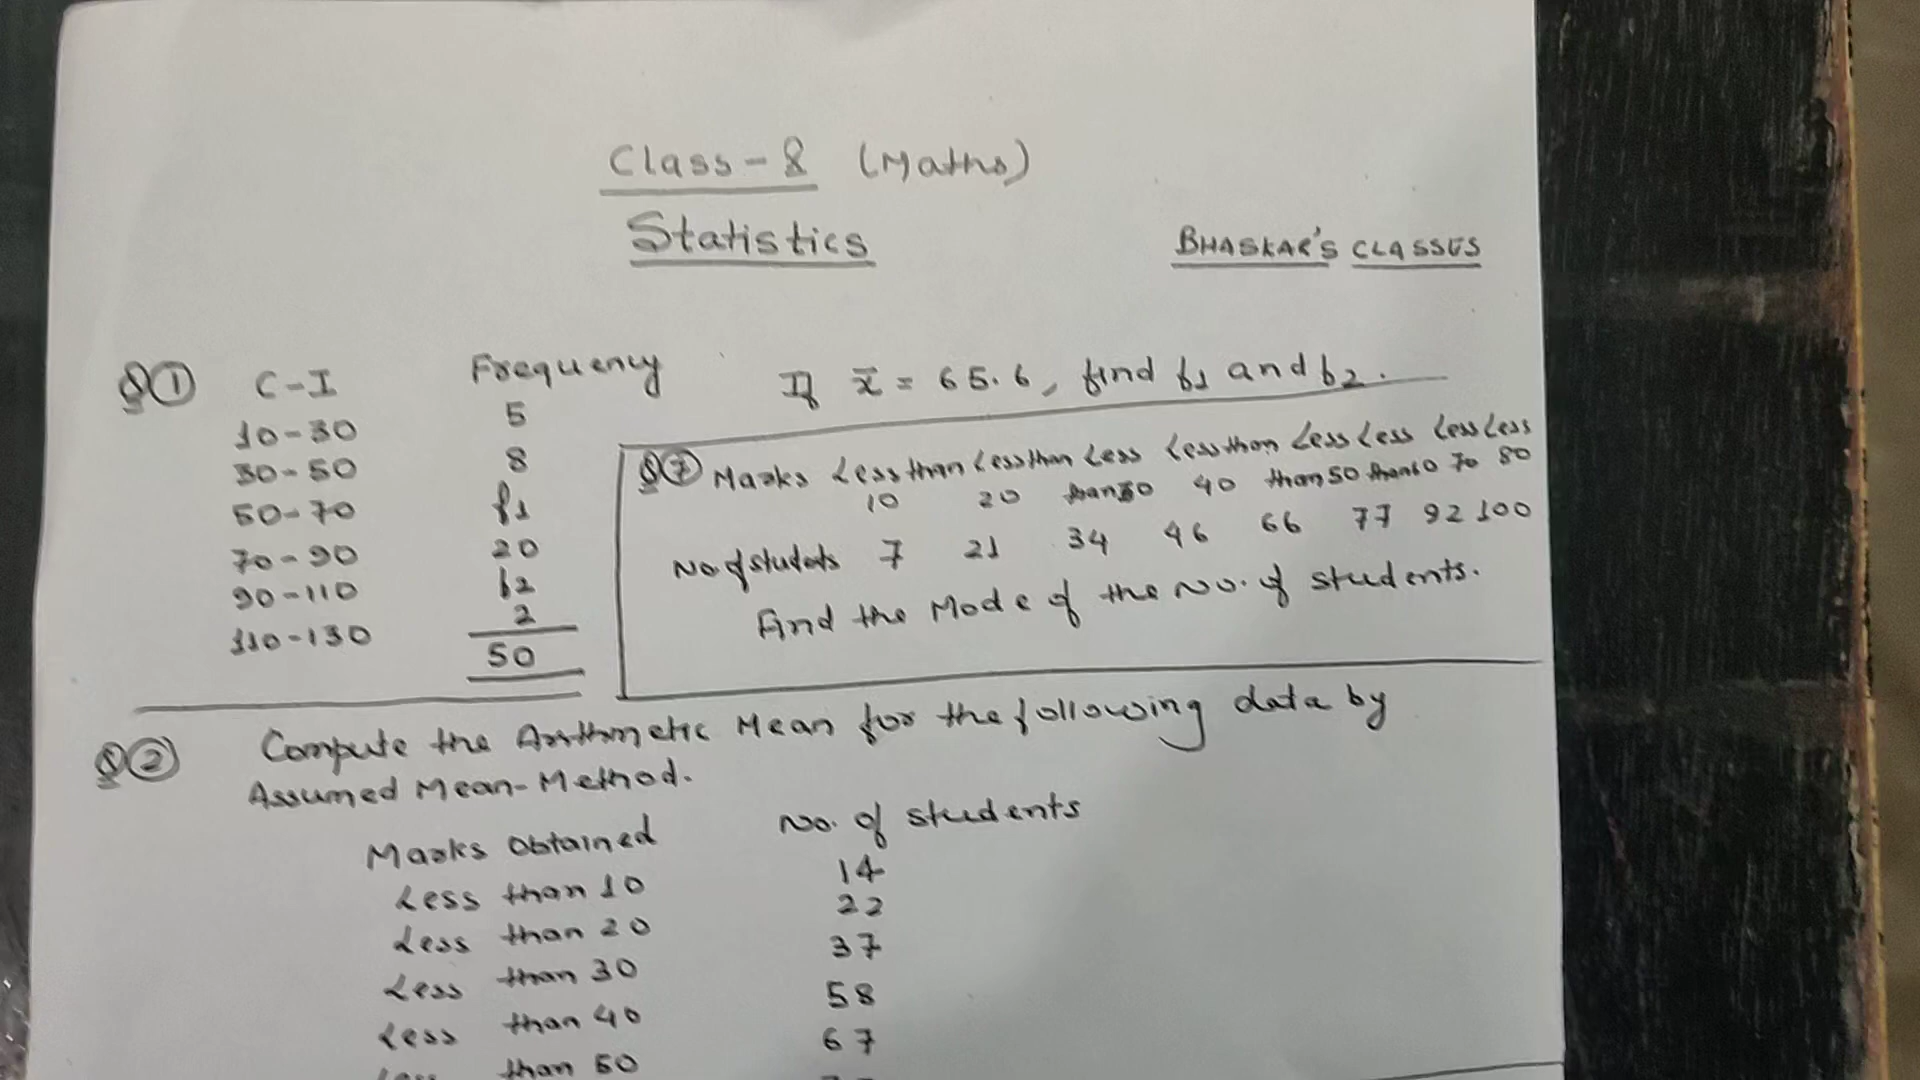 Class-8 (Maths)
Statistics
BHASKAR'S CLASSES
Q1 C-I Frequency If x̄ = 65.6, find f1 and f2.
10-30 5
30-50 8
50-70 f1
70-90 20
90-110 f2
110-130 2
50
Q7 Marks Less than Less than Less Less than Less Less Less Less
10 20 than 30 40 than 50 than 60 70 80
No of students 7 21 34 46 66 77 92 100
Find the Mode of the No. of students.
Q2 Compute the Arithmetic Mean for the following data by
Assumed Mean-Method.
Marks Obtained No. of students
Less than 10 14
Less than 20 22
Less than 30 37
Less than 40 58
Less than 50 67